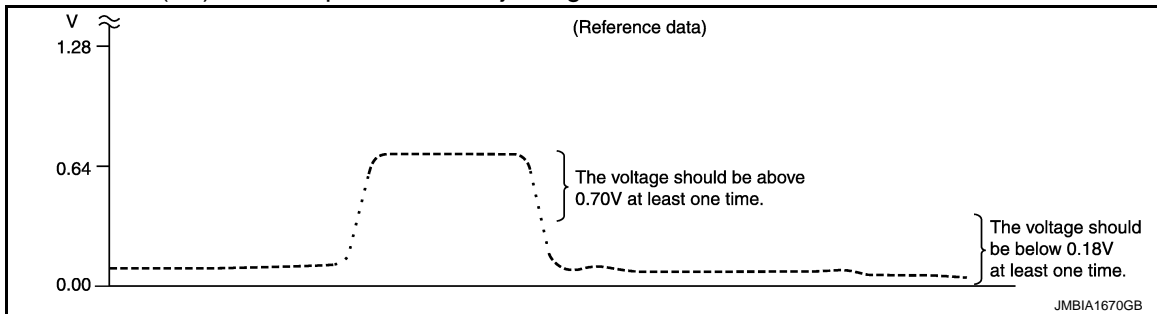 V
(Reference data)
1.28
0.64
The voltage should be above
0.70V at least one time.
The voltage should
be below 0.18V
at least one time.
0.00
JMBIA1670GB